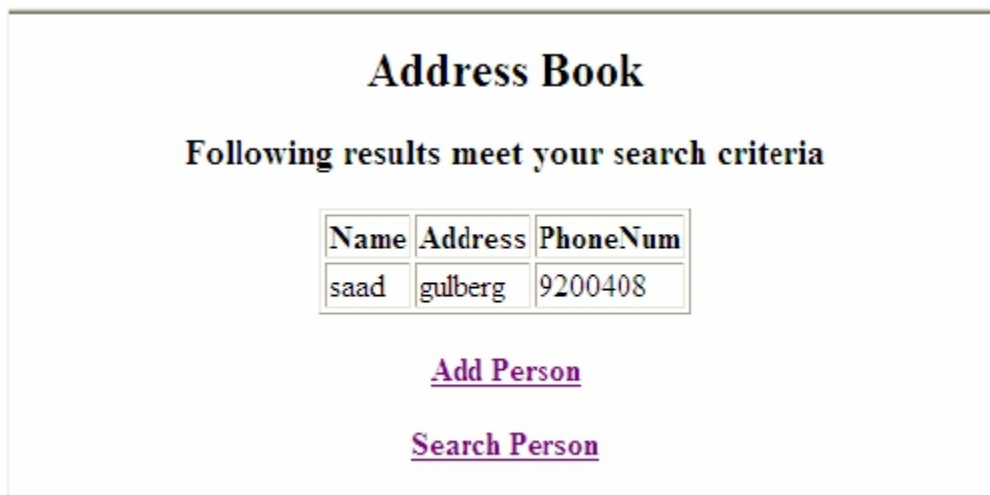 Address Book
Following results meet your search criteria
Name Address PhoneNum
saad gulberg 9200408
Add Person
Search Person